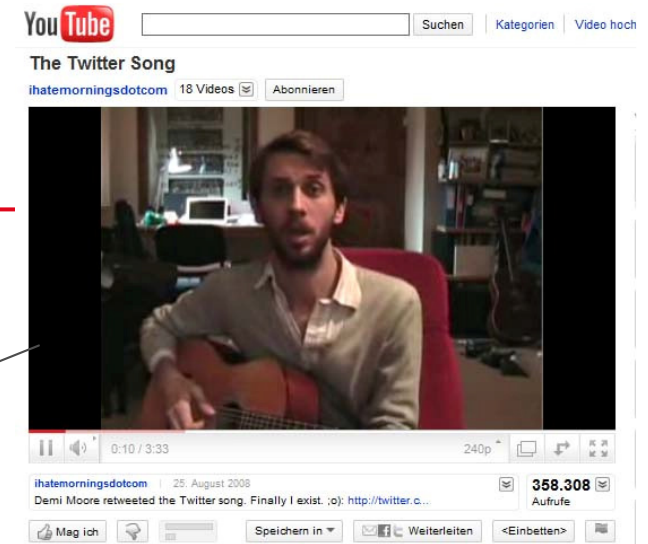 You Tube
Suchen Kategorien Video hoch
The Twitter Song
ihatemorningsdotcom 18 Videos Abonnieren
0:10 / 3:33 240p
ihatemorningsdotcom 25. August 2008 358.308
Demi Moore retweeted the Twitter song. Finally I exist. ;o): http://twitter.c... Aufrufe
Mag ich Speichern in Weiterleiten <Einbetten>